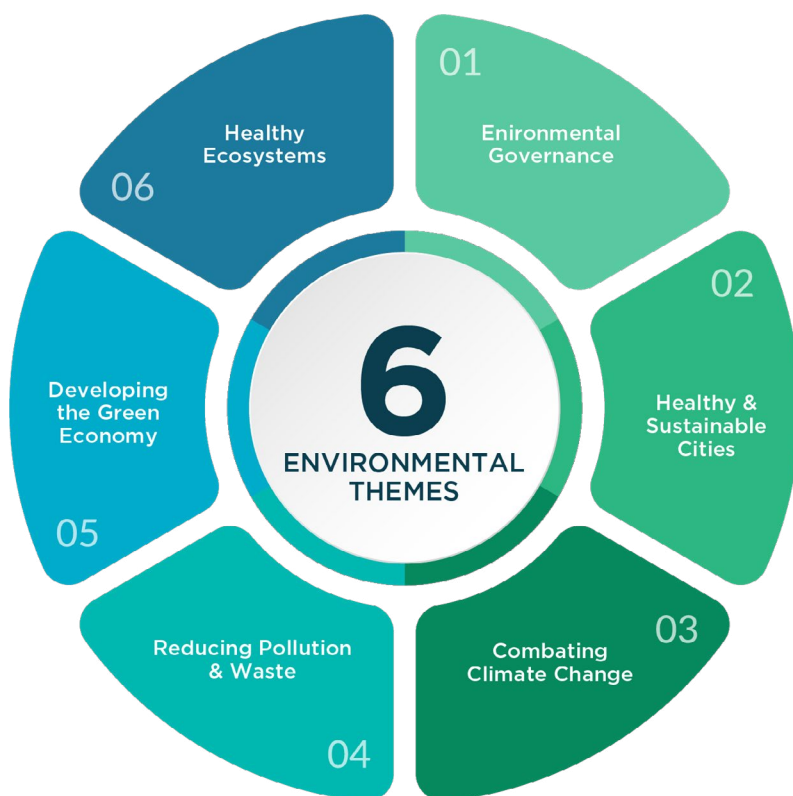 6
ENVIRONMENTAL
THEMES
01
Enironmental
Governance
02
Healthy &
Sustainable
Cities
03
Combating
Climate Change
04
Reducing Pollution
& Waste
05
Developing
the Green
Economy
06
Healthy
Ecosystems